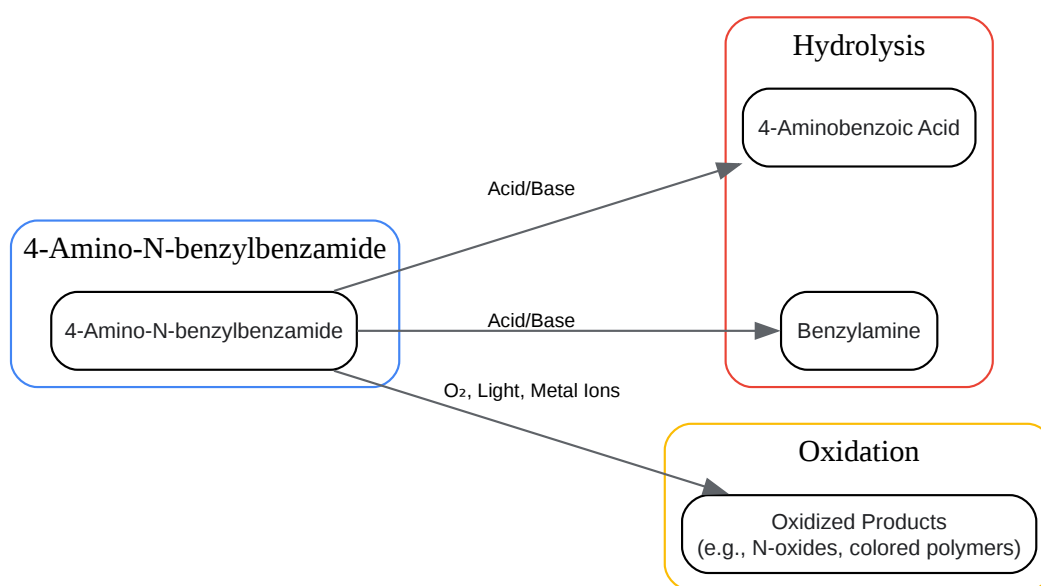 Hydrolysis
4-Aminobenzoic Acid
Acid/Base
4-Amino-N-benzylbenzamide
4-Amino-N-benzylbenzamide
Acid/Base
Benzylamine
O₂, Light, Metal Ions
Oxidation
Oxidized Products
(e.g., N-oxides, colored polymers)